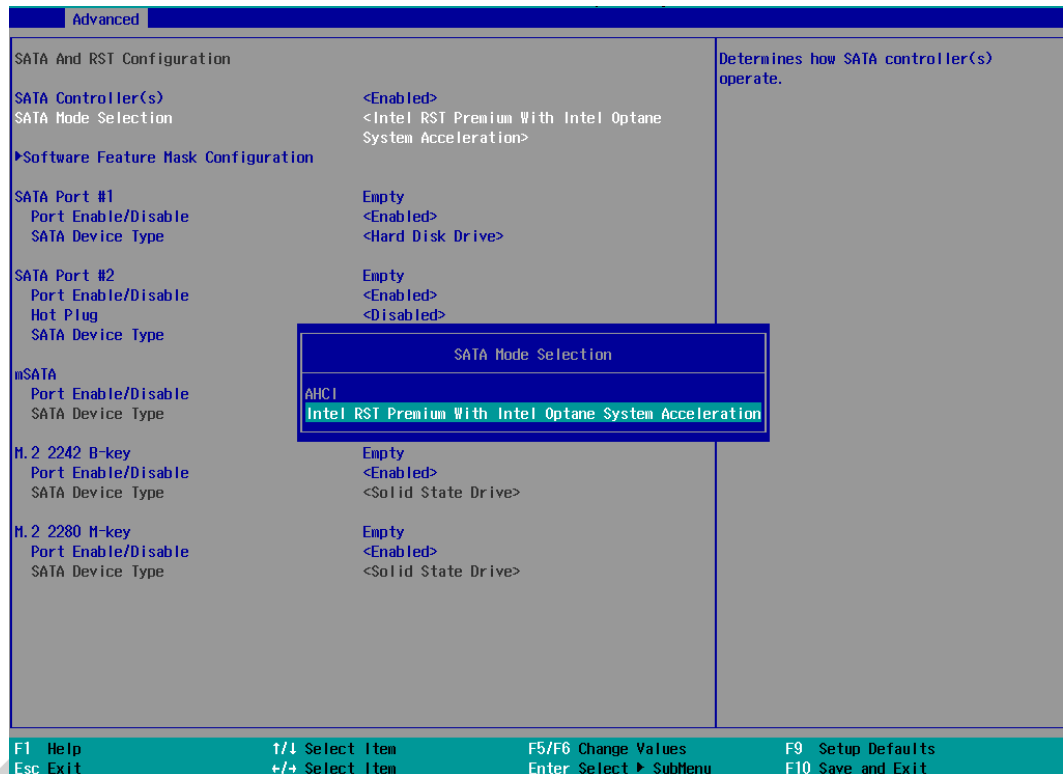 Advanced
SATA And RST Configuration
Determines how SATA controller(s)
operate.
SATA Controller(s) <Enabled>
SATA Mode Selection <Intel RST Premium With Intel Optane
System Acceleration>
▶Software Feature Mask Configuration
SATA Port #1 Empty
Port Enable/Disable <Enabled>
SATA Device Type <Hard Disk Drive>
SATA Port #2 Empty
Port Enable/Disable <Enabled>
Hot Plug <Disabled>
SATA Device Type
mSATA
Port Enable/Disable
SATA Device Type
SATA Mode Selection
AHCI
Intel RST Premium With Intel Optane System Acceleration
M.2 2242 B-key Empty
Port Enable/Disable <Enabled>
SATA Device Type <Solid State Drive>
M.2 2280 M-key Empty
Port Enable/Disable <Enabled>
SATA Device Type <Solid State Drive>
F1 Help ↑/↓ Select Item F5/F6 Change Values F9 Setup Defaults
Esc Exit ←/→ Select Item Enter Select ▶ SubMenu F10 Save and Exit